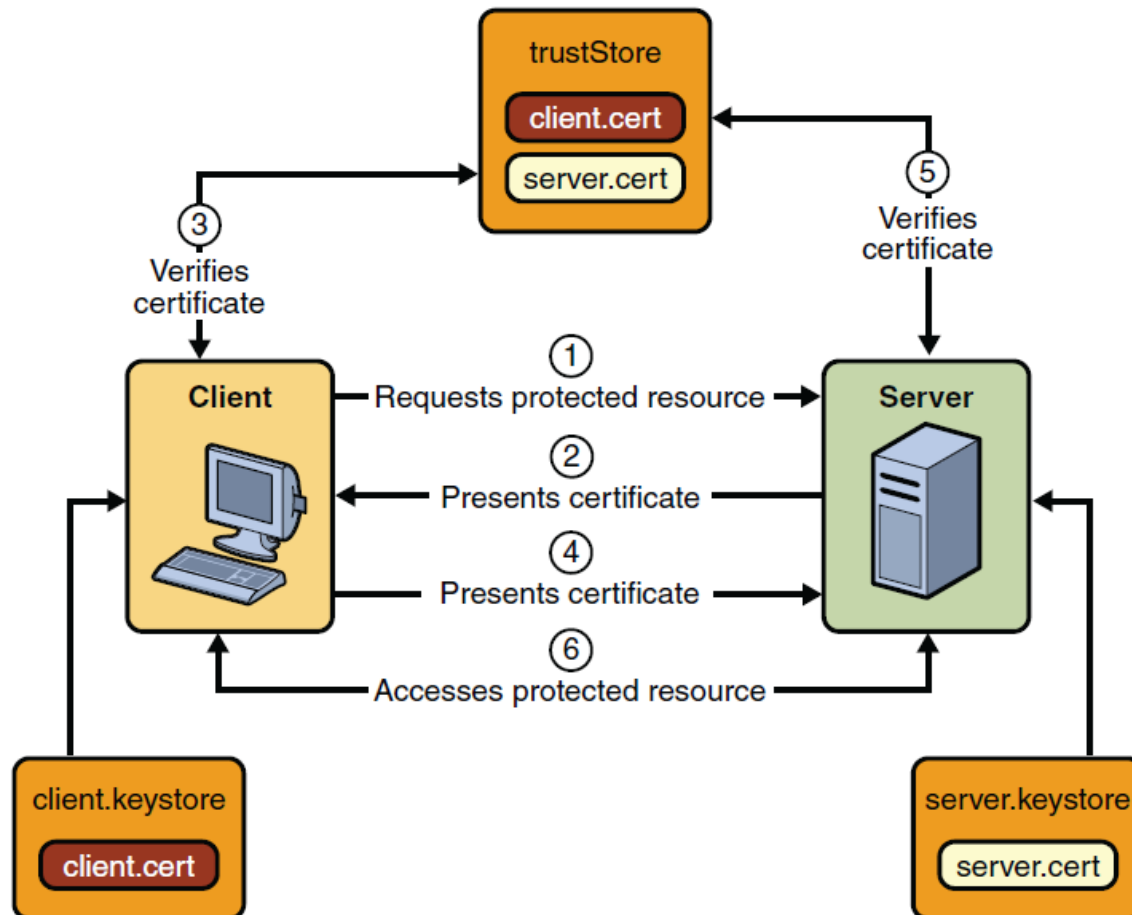 trustStore
client.cert
server.cert
3
Verifies
certificate
5
Verifies
certificate
Client
1
Requests protected resource
2
Presents certificate
4
Presents certificate
6
Accesses protected resource
Server
client.keystore
client.cert
server.keystore
server.cert